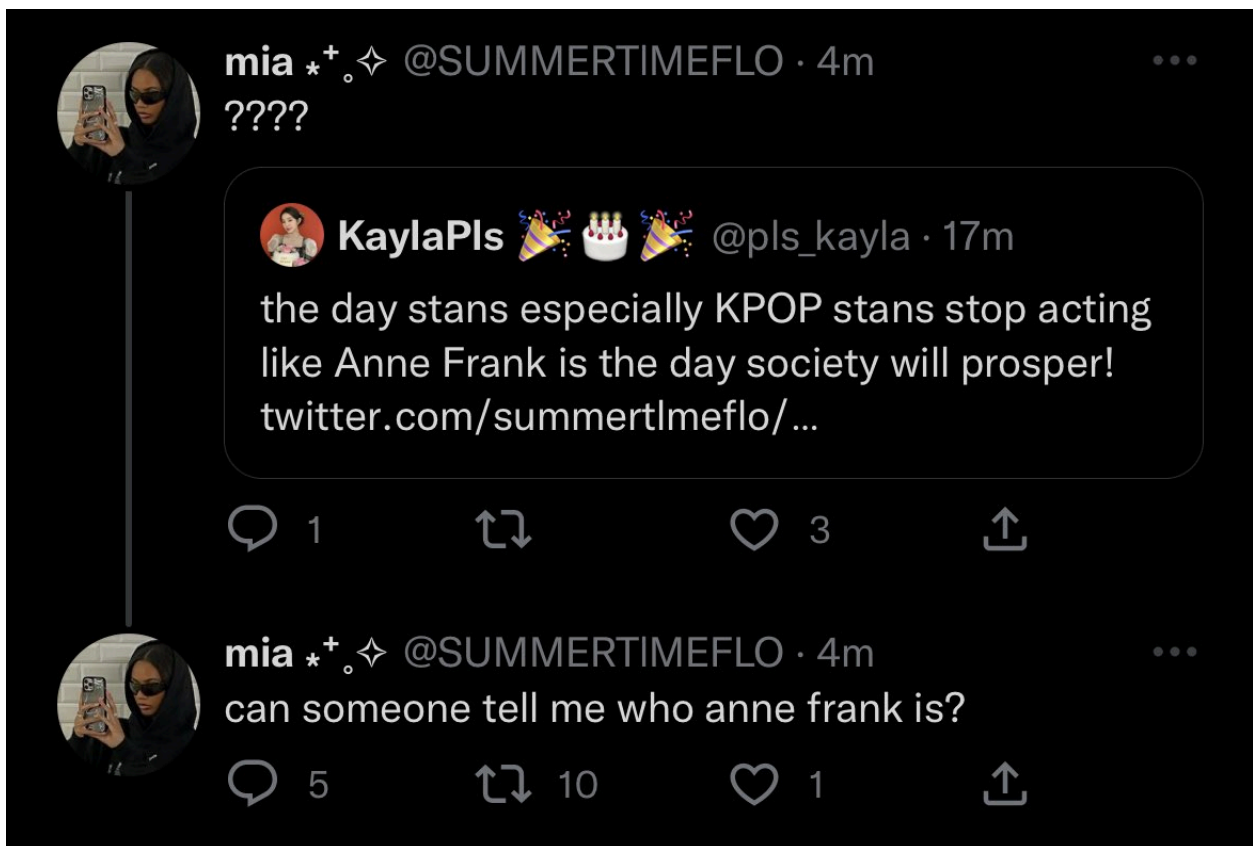 mia ⋆⁺｡✧ @SUMMERTlMEFLO · 4m
????
KaylaPls 🎉🎂🎉 @pls_kayla · 17m
the day stans especially KPOP stans stop acting
like Anne Frank is the day society will prosper!
twitter.com/summertlmeflo/...
1 3
mia ⋆⁺｡✧ @SUMMERTlMEFLO · 4m
can someone tell me who anne frank is?
5 10 1